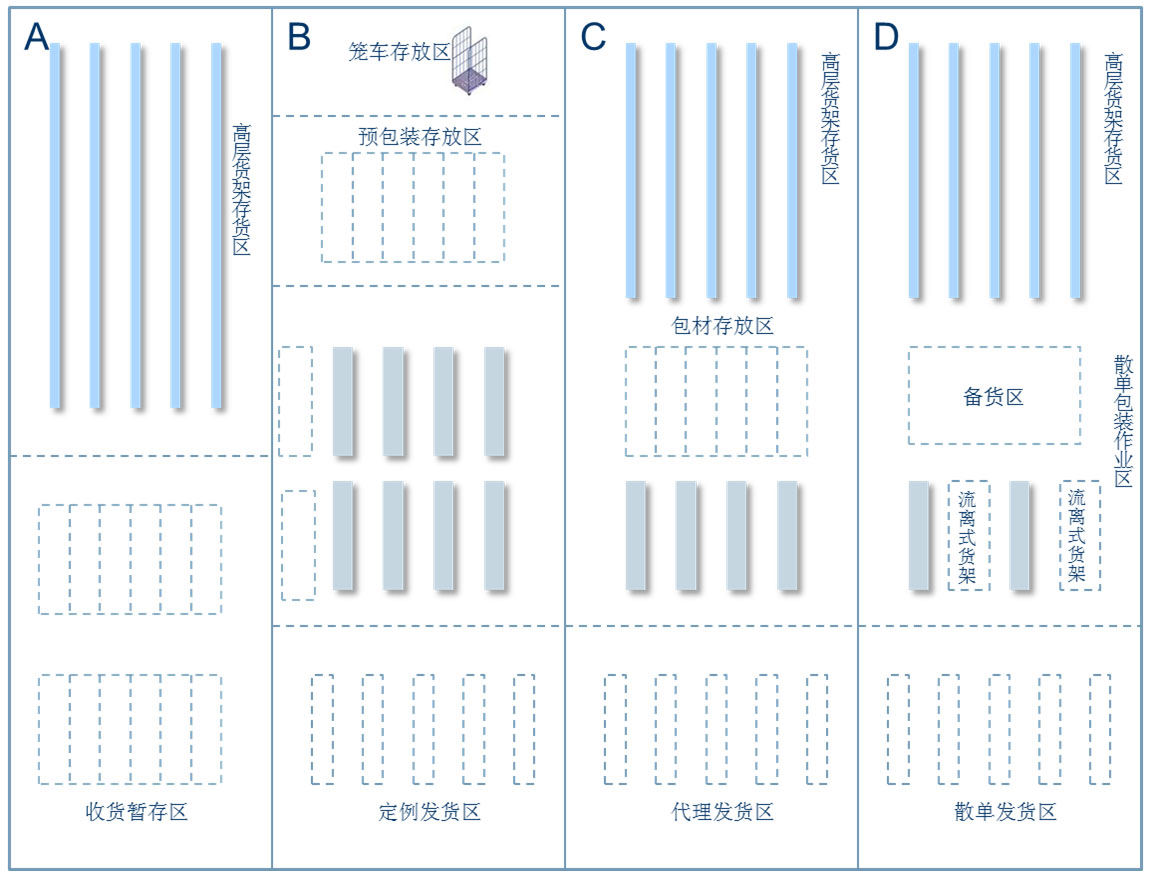 A
高层货架存货区
收货暂存区
B
笼车存放区
预包装存放区
定例发货区
C
高层货架存货区
包材存放区
代理发货区
D
高层货架存货区
备货区
散单包装作业区
流离式货架
流离式货架
散单发货区